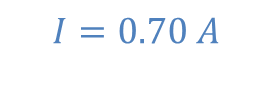 I = 0.70 A